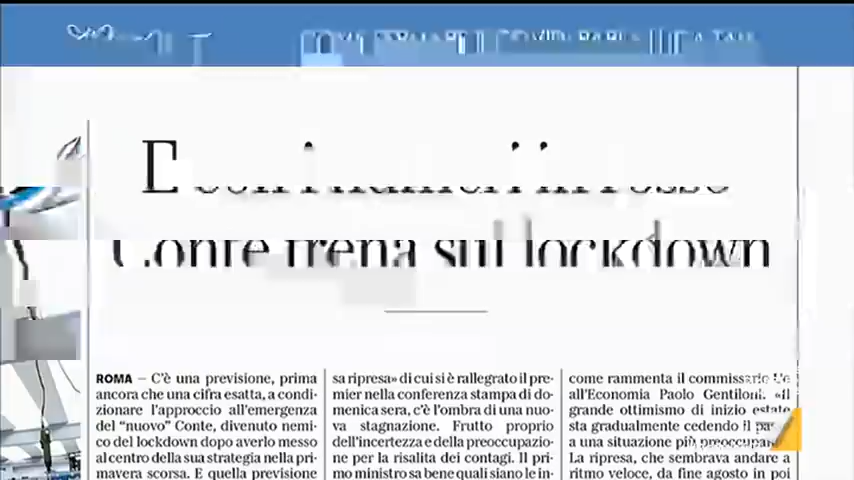 E con i numeri in rosso
Conte frena sul lockdown
ROMA — C'è una previsione, prima
ancora che una cifra esatta, a condi-
zionare l'approccio all'emergenza
del “nuovo” Conte, divenuto nemi-
co del lockdown dopo averlo messo
al centro della sua strategia nella pri-
mavera scorsa. E quella previsione
sa ripresa» di cui si è rallegrato il pre-
mier nella conferenza stampa di do-
menica sera, c'è l'ombra di una nuo-
va stagnazione. Frutto proprio
dell'incertezza e della preoccupazio-
ne per la risalita dei contagi. Il pri-
mo ministro sa bene quali siano le in-
come rammenta il commissario
all'Economia Paolo Gentiloni. «Il
grande ottimismo di inizio estate
sta gradualmente cedendo il
a una situazione più
La ripresa, che sembrava andare a
ritmo veloce, da fine agosto in poi